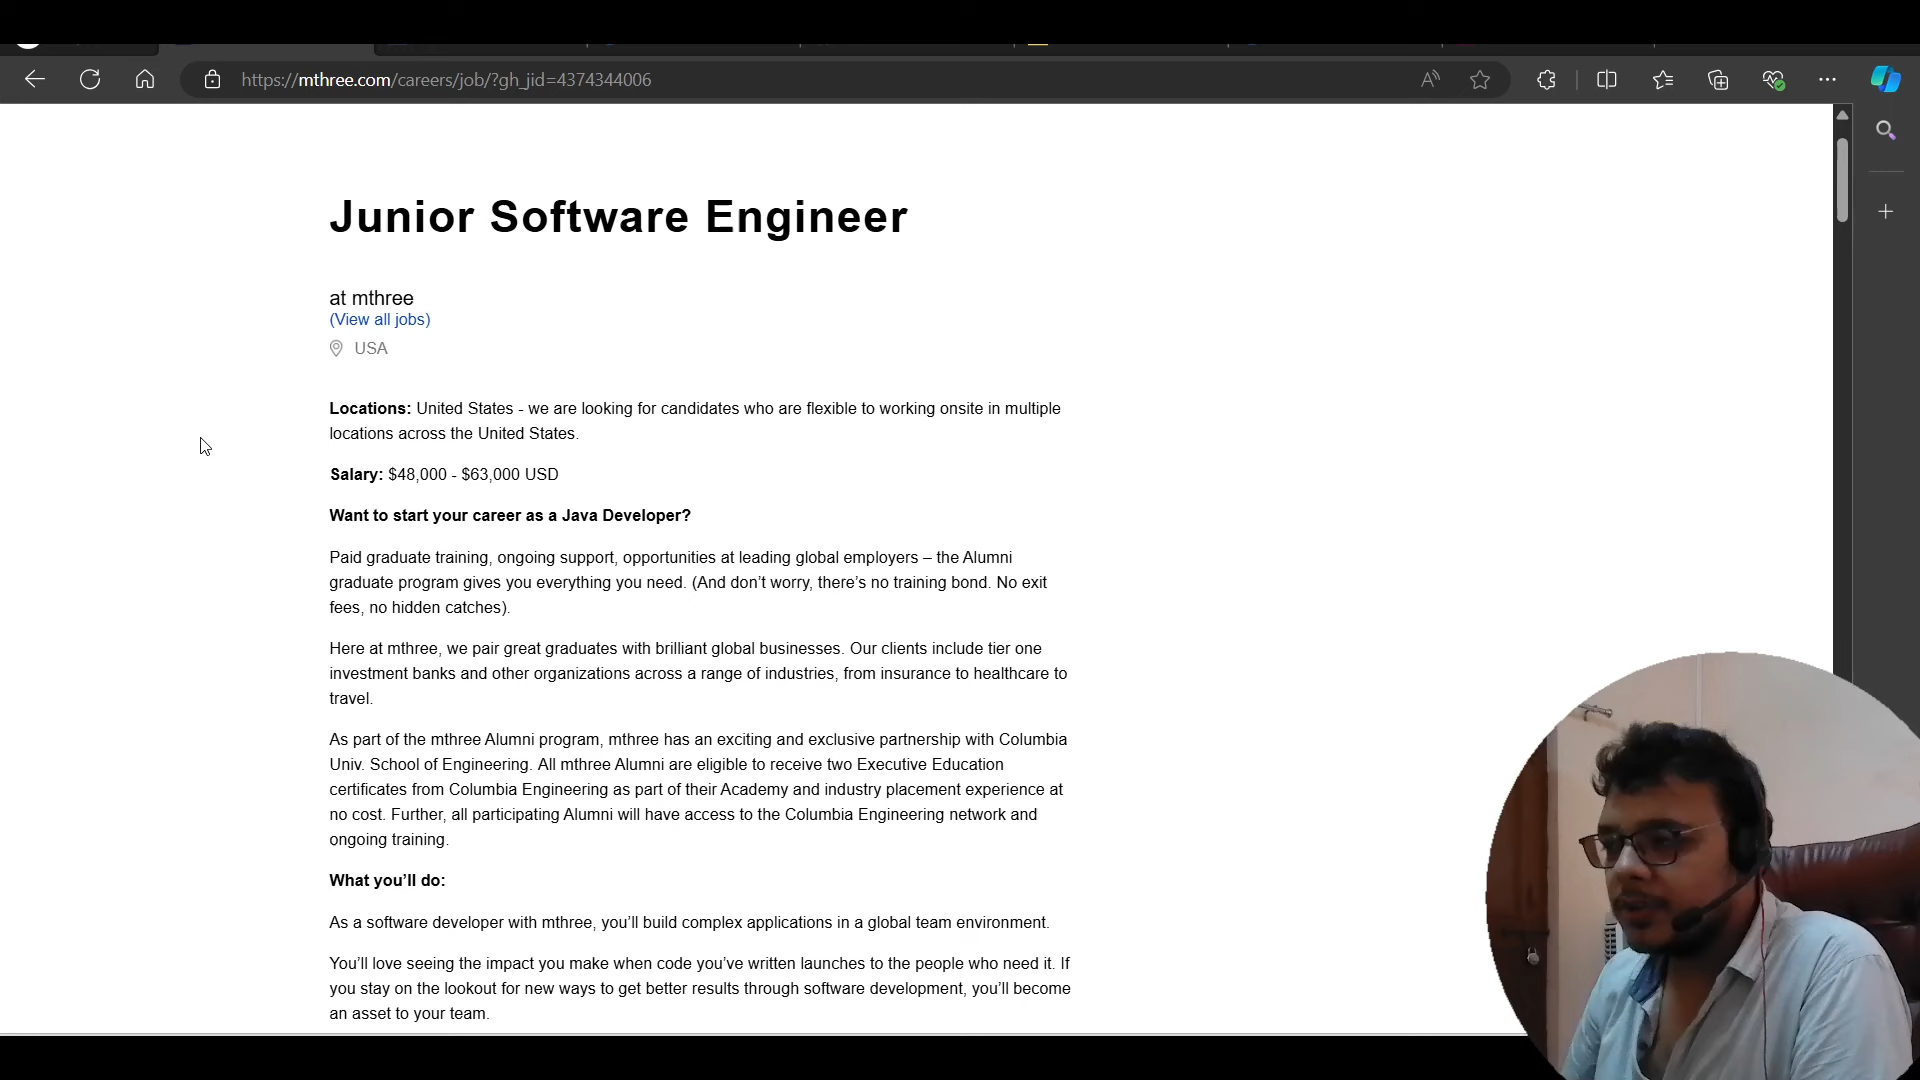 https://mthree.com/careers/job/?gh_jid=4374344006
Junior Software Engineer
at mthree
(View all jobs)
USA
Locations: United States - we are looking for candidates who are flexible to working onsite in multiple
locations across the United States.
Salary: $48,000 - $63,000 USD
Want to start your career as a Java Developer?
Paid graduate training, ongoing support, opportunities at leading global employers – the Alumni
graduate program gives you everything you need. (And don’t worry, there’s no training bond. No exit
fees, no hidden catches).
Here at mthree, we pair great graduates with brilliant global businesses. Our clients include tier one
investment banks and other organizations across a range of industries, from insurance to healthcare to
travel.
As part of the mthree Alumni program, mthree has an exciting and exclusive partnership with Columbia
Univ. School of Engineering. All mthree Alumni are eligible to receive two Executive Education
certificates from Columbia Engineering as part of their Academy and industry placement experience at
no cost. Further, all participating Alumni will have access to the Columbia Engineering network and
ongoing training.
What you’ll do:
As a software developer with mthree, you’ll build complex applications in a global team environment.
You’ll love seeing the impact you make when code you’ve written launches to the people who need it. If
you stay on the lookout for new ways to get better results through software development, you’ll become
an asset to your team.